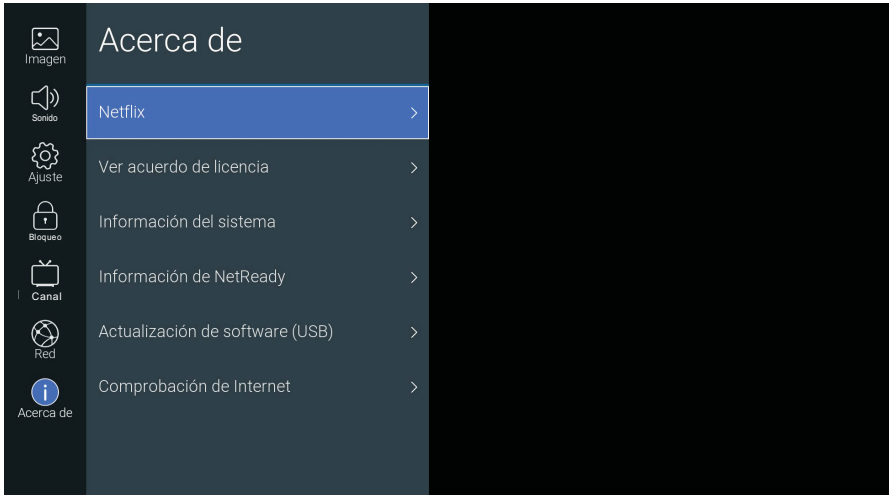 Imagen
Sonido
Ajuste
Bloqueo
Canal
Red
Acerca de
Acerca de
Netflix
Ver acuerdo de licencia
Información del sistema
Información de NetReady
Actualización de software (USB)
Comprobación de Internet